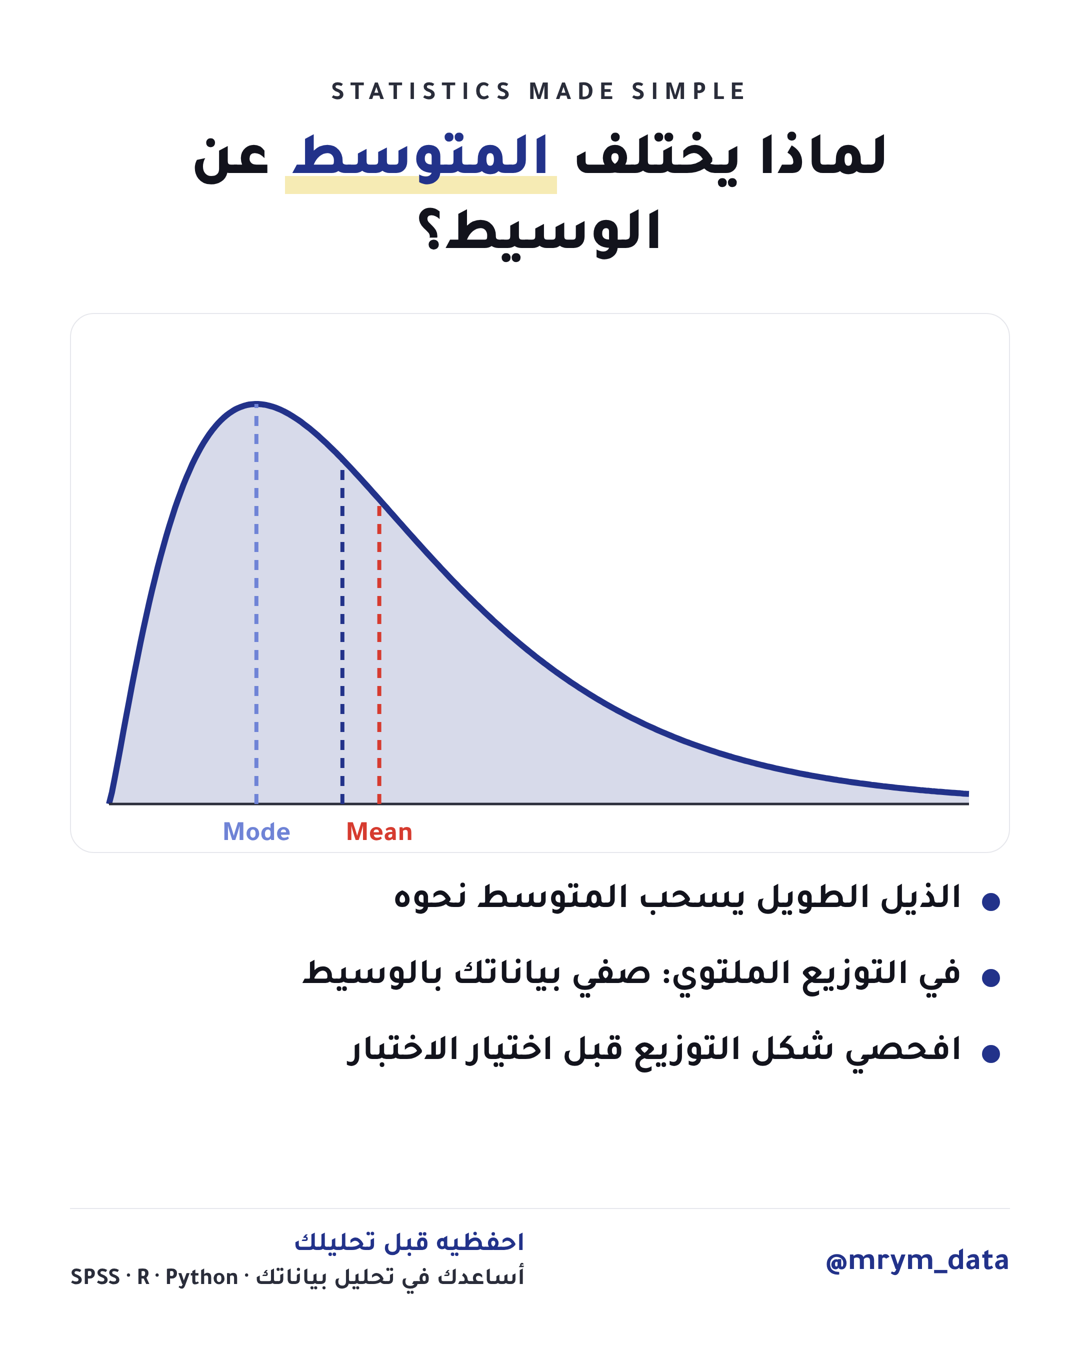 STATISTICS MADE SIMPLE
لماذا يختلف المتوسط عن
الوسيط؟
Mode
Mean
الذيل الطويل يسحب المتوسط نحوه
في التوزيع الملتوي: صفي بياناتك بالوسيط
افحصي شكل التوزيع قبل اختيار الاختبار
@mrym_data
احفظيه قبل تحليلك
أساعدك في تحليل بياناتك · SPSS · R · Python